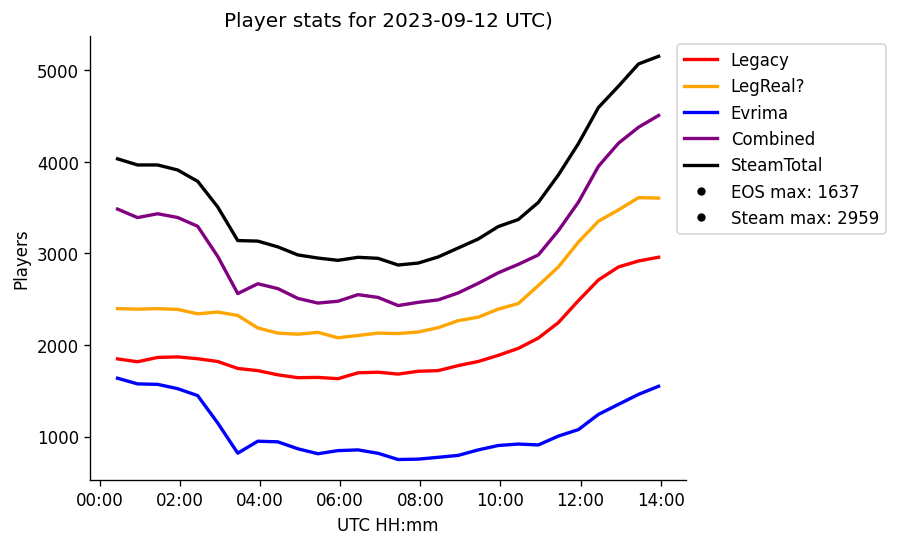 Player stats for 2023-09-12 UTC)
5000
4000
3000
2000
1000
Players
00:00 02:00 04:00 06:00 08:00 10:00 12:00 14:00
UTC HH:mm
Legacy
LegReal?
Evrima
Combined
SteamTotal
EOS max: 1637
Steam max: 2959